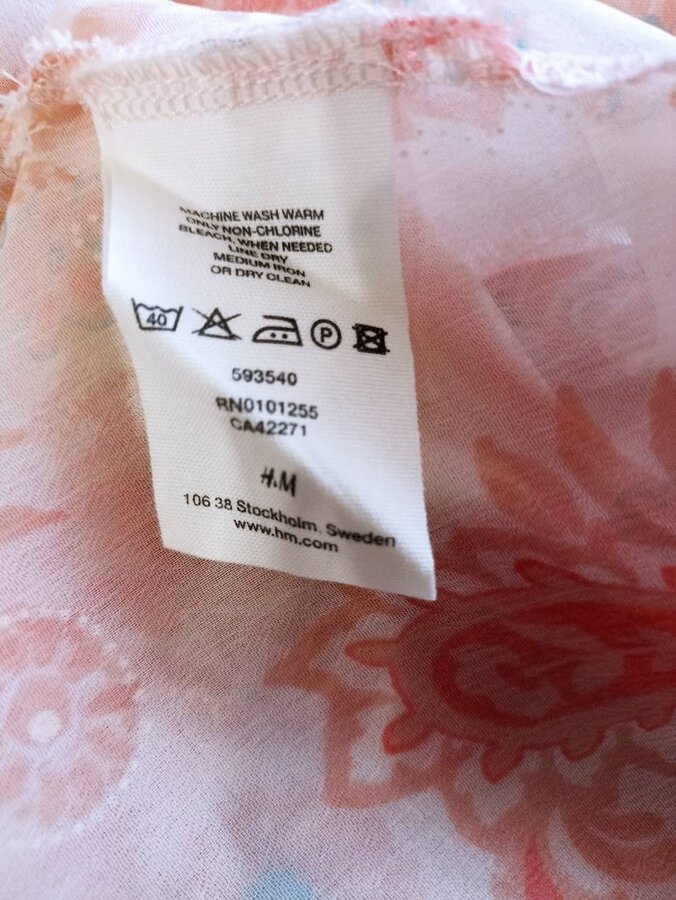 MACHINE WASH WARM
ONLY NON-CHLORINE
BLEACH, WHEN NEEDED
LINE DRY
MEDIUM IRON
OR DRY CLEAN
40 P
593540
RN0101255
CA42271
H&M
106 38 Stockholm, Sweden
www.hm.com